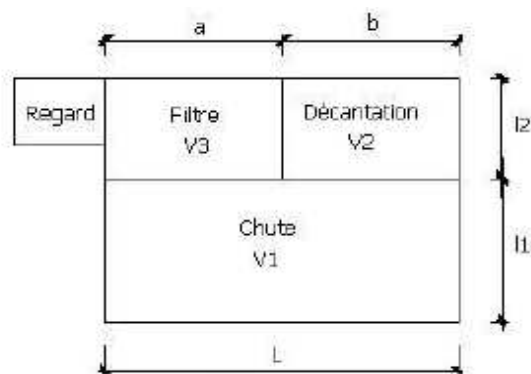 a
b
Regard
Filtre
V3
Décantation
V2
l2
Chute
V1
l1
L